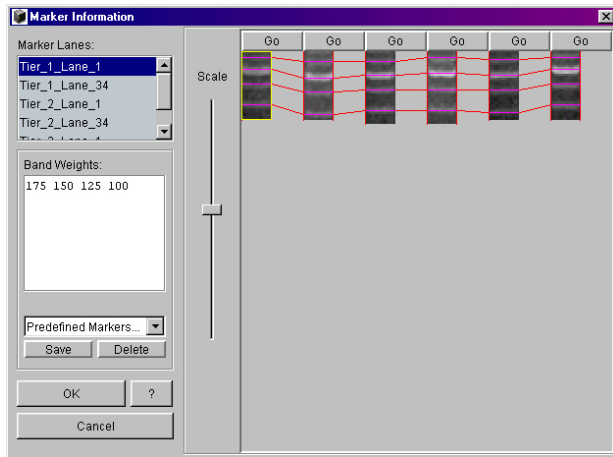 Marker Information
Marker Lanes:
Tier_1_Lane_1
Tier_1_Lane_34
Tier_2_Lane_1
Tier_2_Lane_34
Tier_3_Lane_1
Band Weights:
175 150 125 100
Predefined Markers...
Save Delete
OK ?
Cancel
Scale
Go Go Go Go Go Go